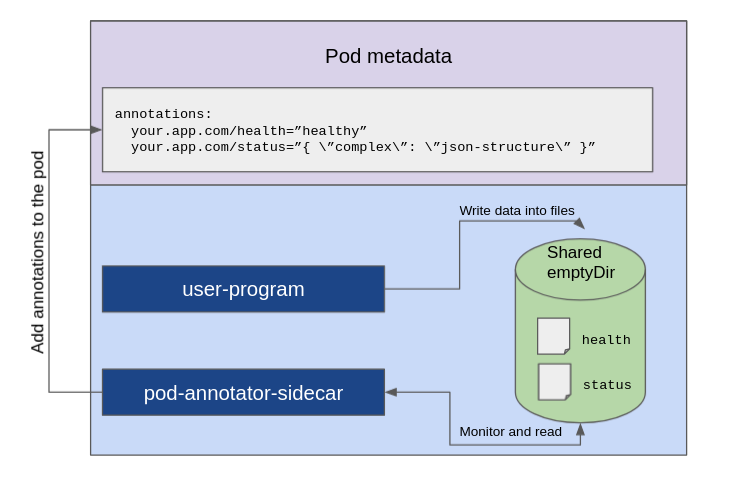 Pod metadata
annotations:
  your.app.com/health=”healthy”
  your.app.com/status=”{ \”complex\”: \”json-structure\” }”
Add annotations to the pod
Write data into files
Shared
emptyDir
user-program
health
status
pod-annotator-sidecar
Monitor and read